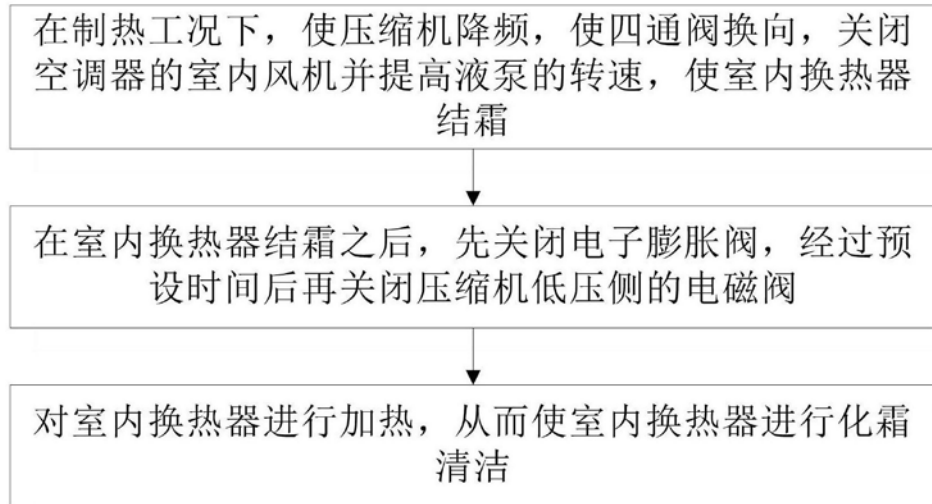 在制热工况下，使压缩机降频，使四通阀换向，关闭
空调器的室内风机并提高液泵的转速，使室内换热器
结霜
在室内换热器结霜之后，先关闭电子膨胀阀，经过预
设时间后再关闭压缩机低压侧的电磁阀
对室内换热器进行加热，从而使室内换热器进行化霜
清洁